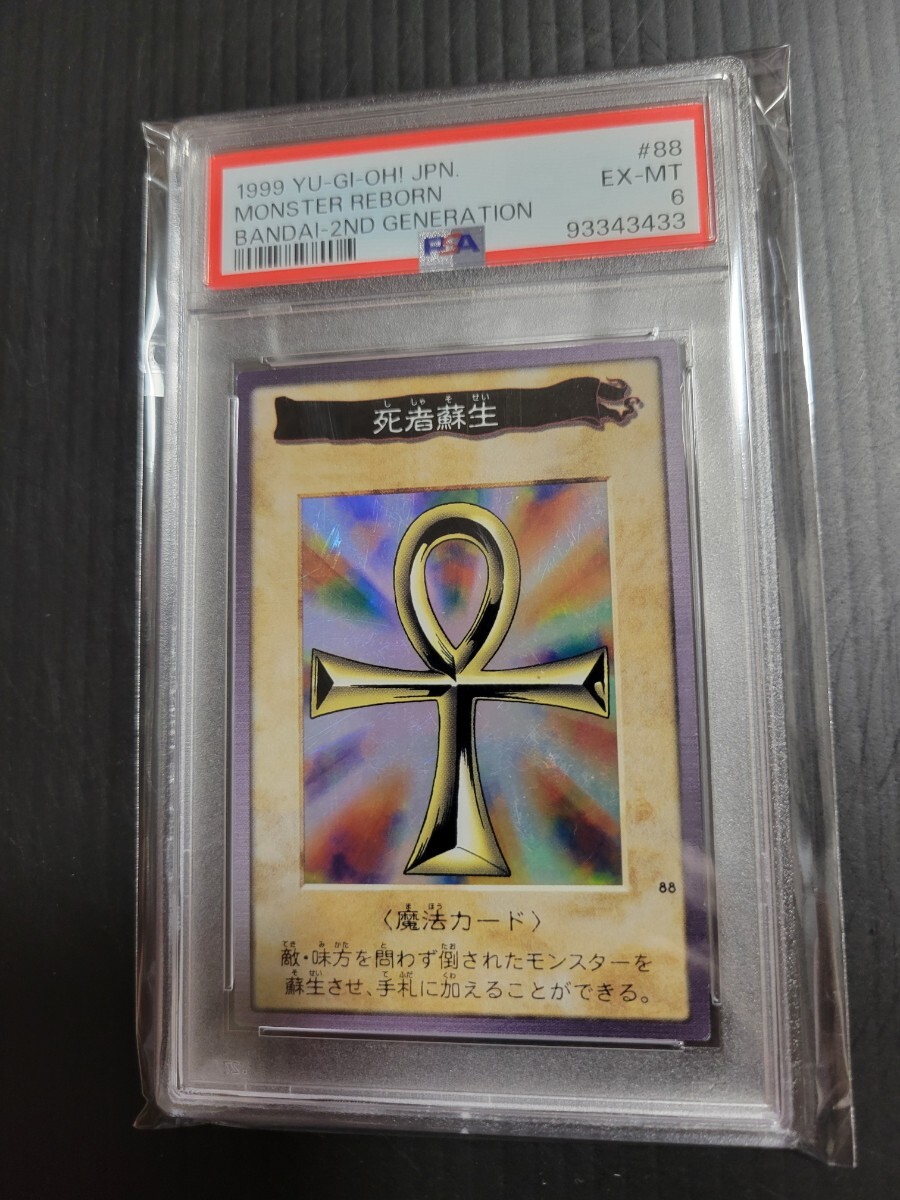 1999 YU-GI-OH! JPN. #88
MONSTER REBORN EX-MT
BANDAI-2ND GENERATION 6
PSA 93343433
ししゃそせい
死者蘇生
88
まほう
〈魔法カード〉
てき みかた と たお
敵・味方を問わず倒されたモンスターを
そせい てふだ くわ
蘇生させ、手札に加えることができる。